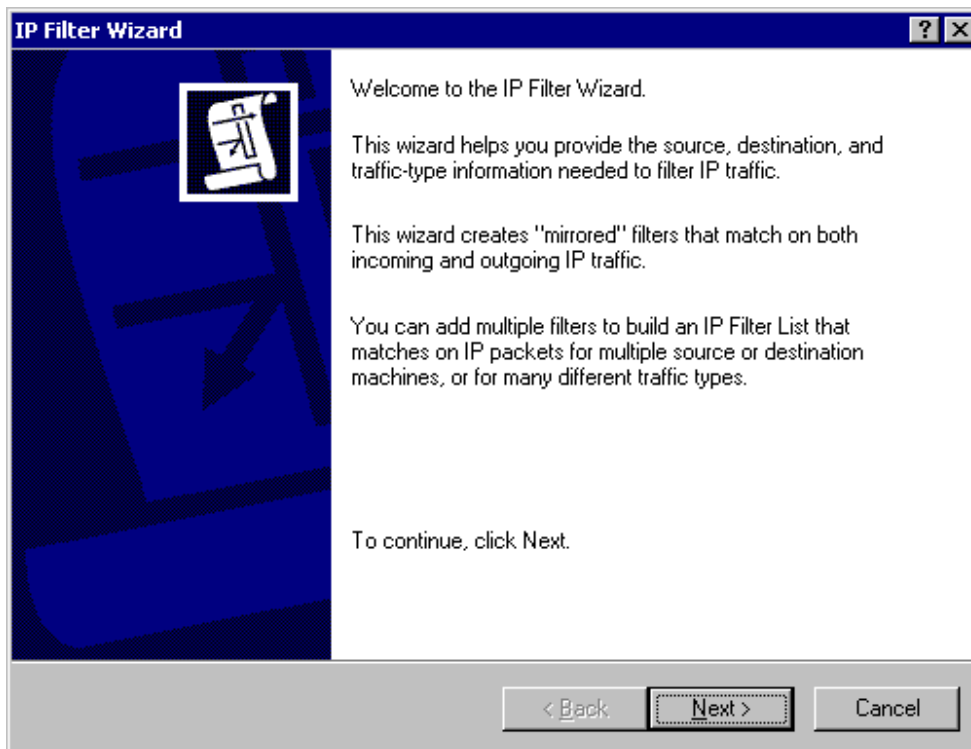 IP Filter Wizard
Welcome to the IP Filter Wizard.
This wizard helps you provide the source, destination, and
traffic-type information needed to filter IP traffic.
This wizard creates "mirrored" filters that match on both
incoming and outgoing IP traffic.
You can add multiple filters to build an IP Filter List that
matches on IP packets for multiple source or destination
machines, or for many different traffic types.
To continue, click Next.
< Back
Next >
Cancel